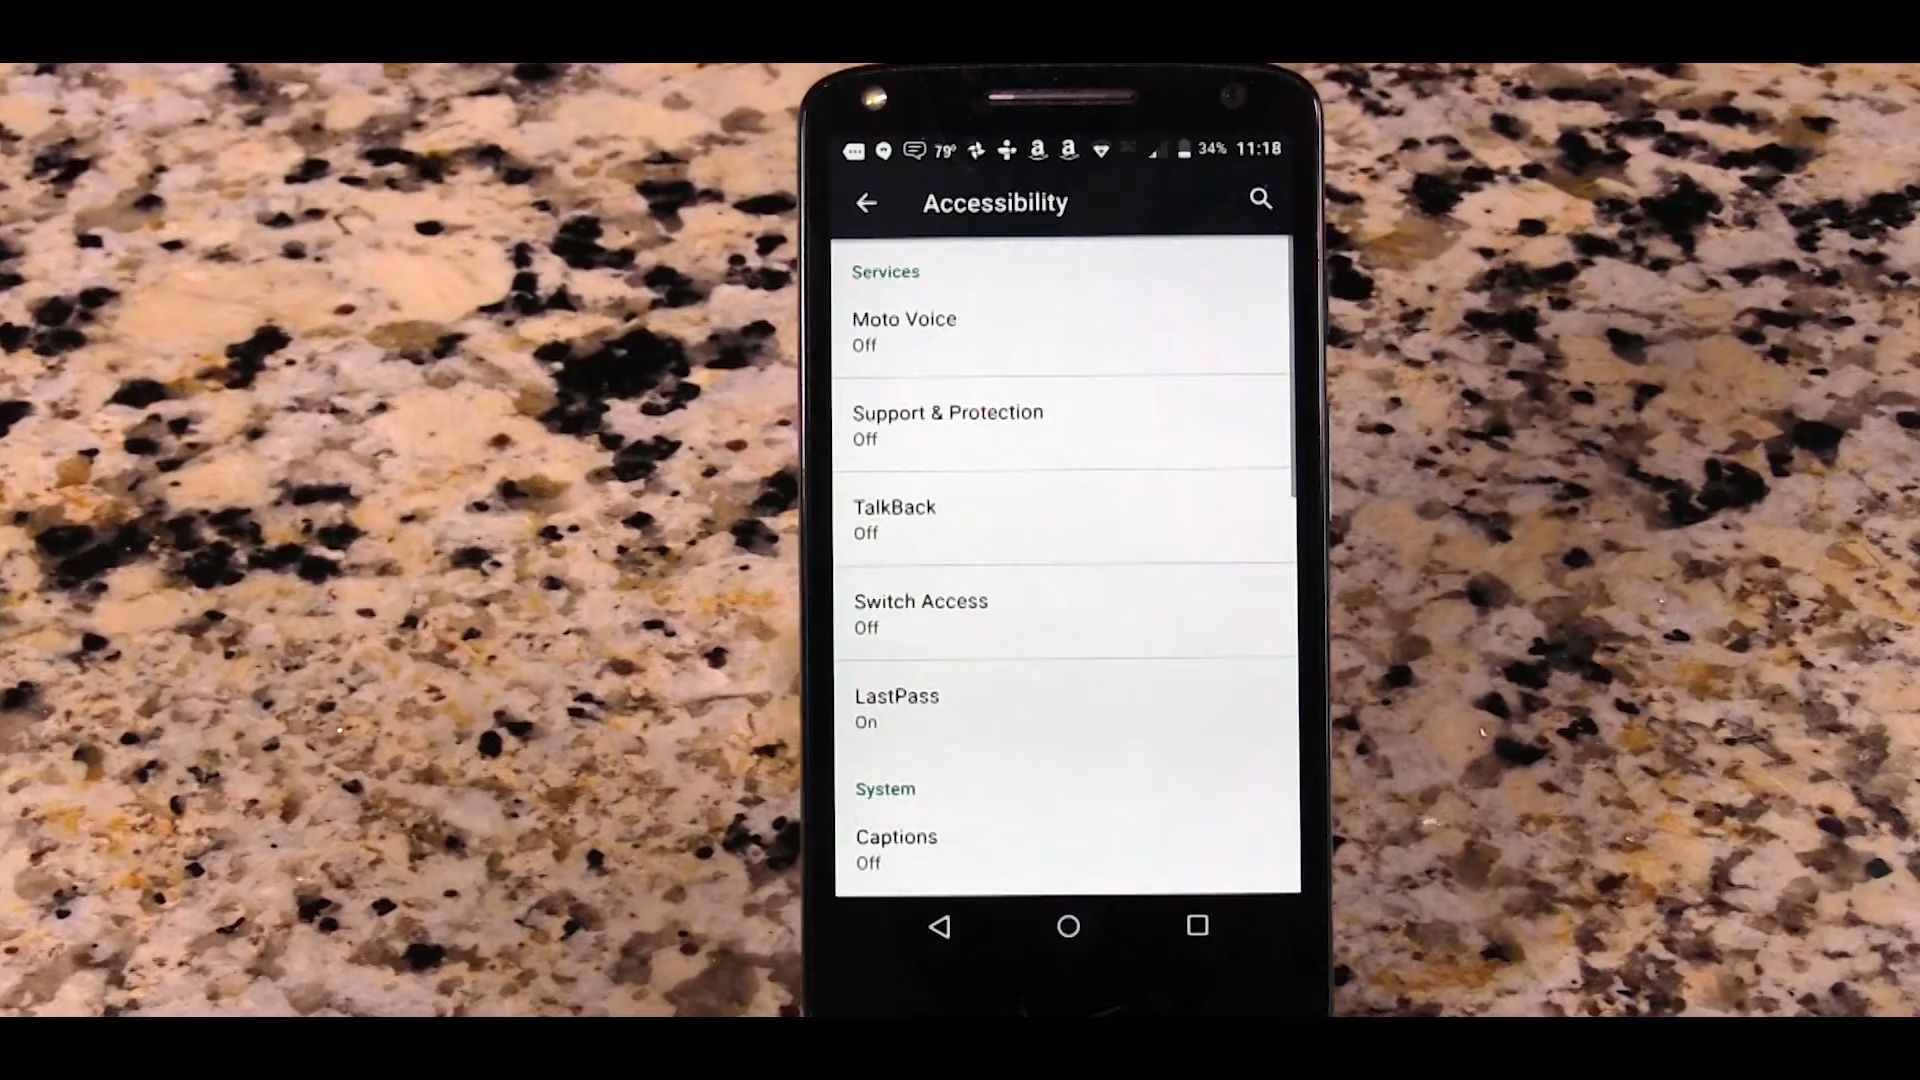 79° a a 34% 11:18
Accessibility
Services
Moto Voice
Off
Support & Protection
Off
TalkBack
Off
Switch Access
Off
LastPass
On
System
Captions
Off